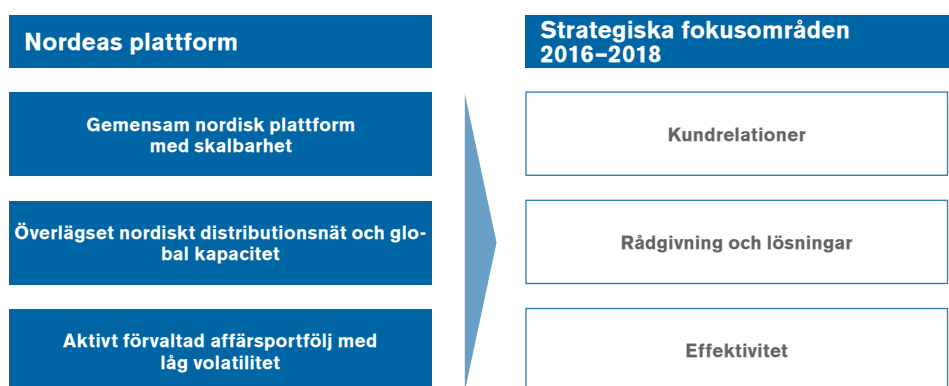 Nordeas plattform
Strategiska fokusområden
2016–2018
Gemensam nordisk plattform
med skalbarhet
Kundrelationer
Överlägset nordiskt distributionsnät och glo-
bal kapacitet
Rådgivning och lösningar
Aktivt förvaltad affärsportfölj med
låg volatilitet
Effektivitet